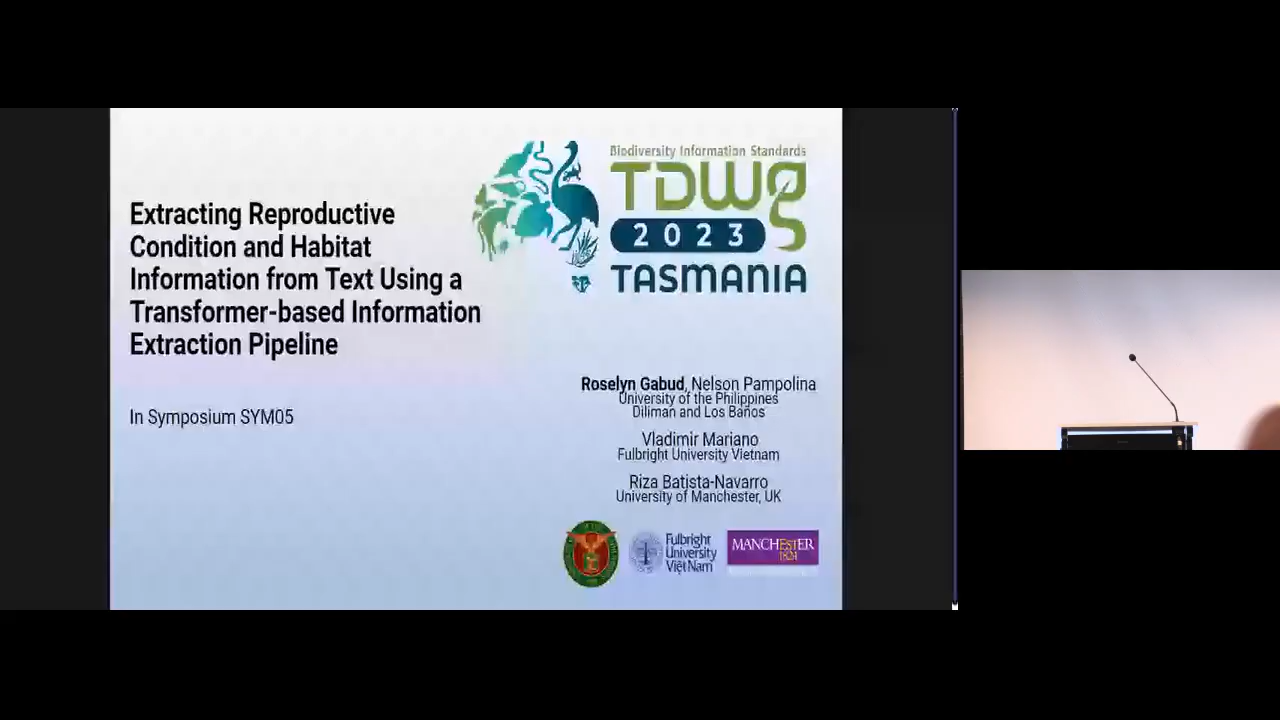 Biodiversity Information Standards
TDWG
2023
TASMANIA
Extracting Reproductive
Condition and Habitat
Information from Text Using a
Transformer-based Information
Extraction Pipeline
In Symposium SYM05
Roselyn Gabud, Nelson Pampolina
University of the Philippines
Diliman and Los Baños
Vladimir Mariano
Fulbright University Vietnam
Riza Batista-Navarro
University of Manchester, UK
Fulbright
University
Việt Nam
MANCHESTER
1824